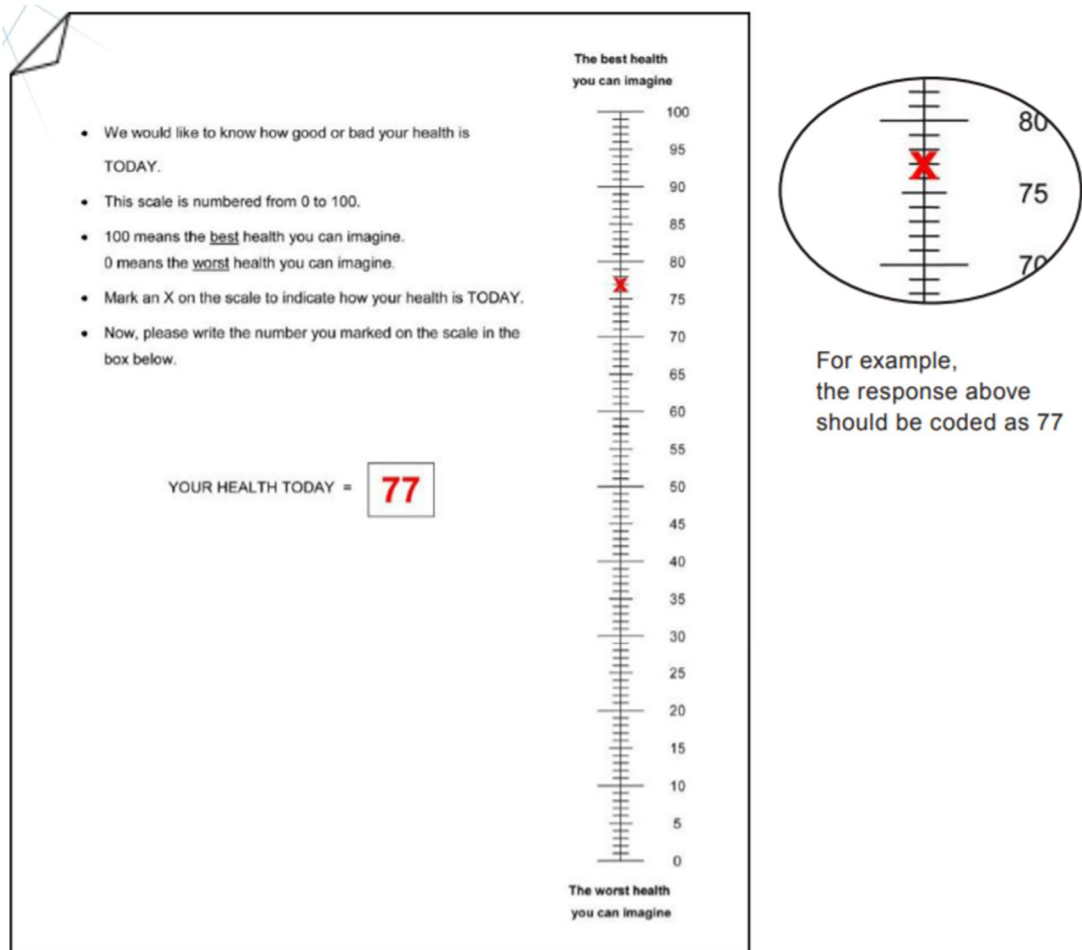 • We would like to know how good or bad your health is
TODAY.
• This scale is numbered from 0 to 100.
• 100 means the best health you can imagine.
0 means the worst health you can imagine.
• Mark an X on the scale to indicate how your health is TODAY.
• Now, please write the number you marked on the scale in the
box below.
YOUR HEALTH TODAY = 77
The best health
you can imagine
100
95
90
85
80
X
75
70
65
60
55
50
45
40
35
30
25
20
15
10
5
0
The worst health
you can imagine
80
X
75
70
For example,
the response above
should be coded as 77